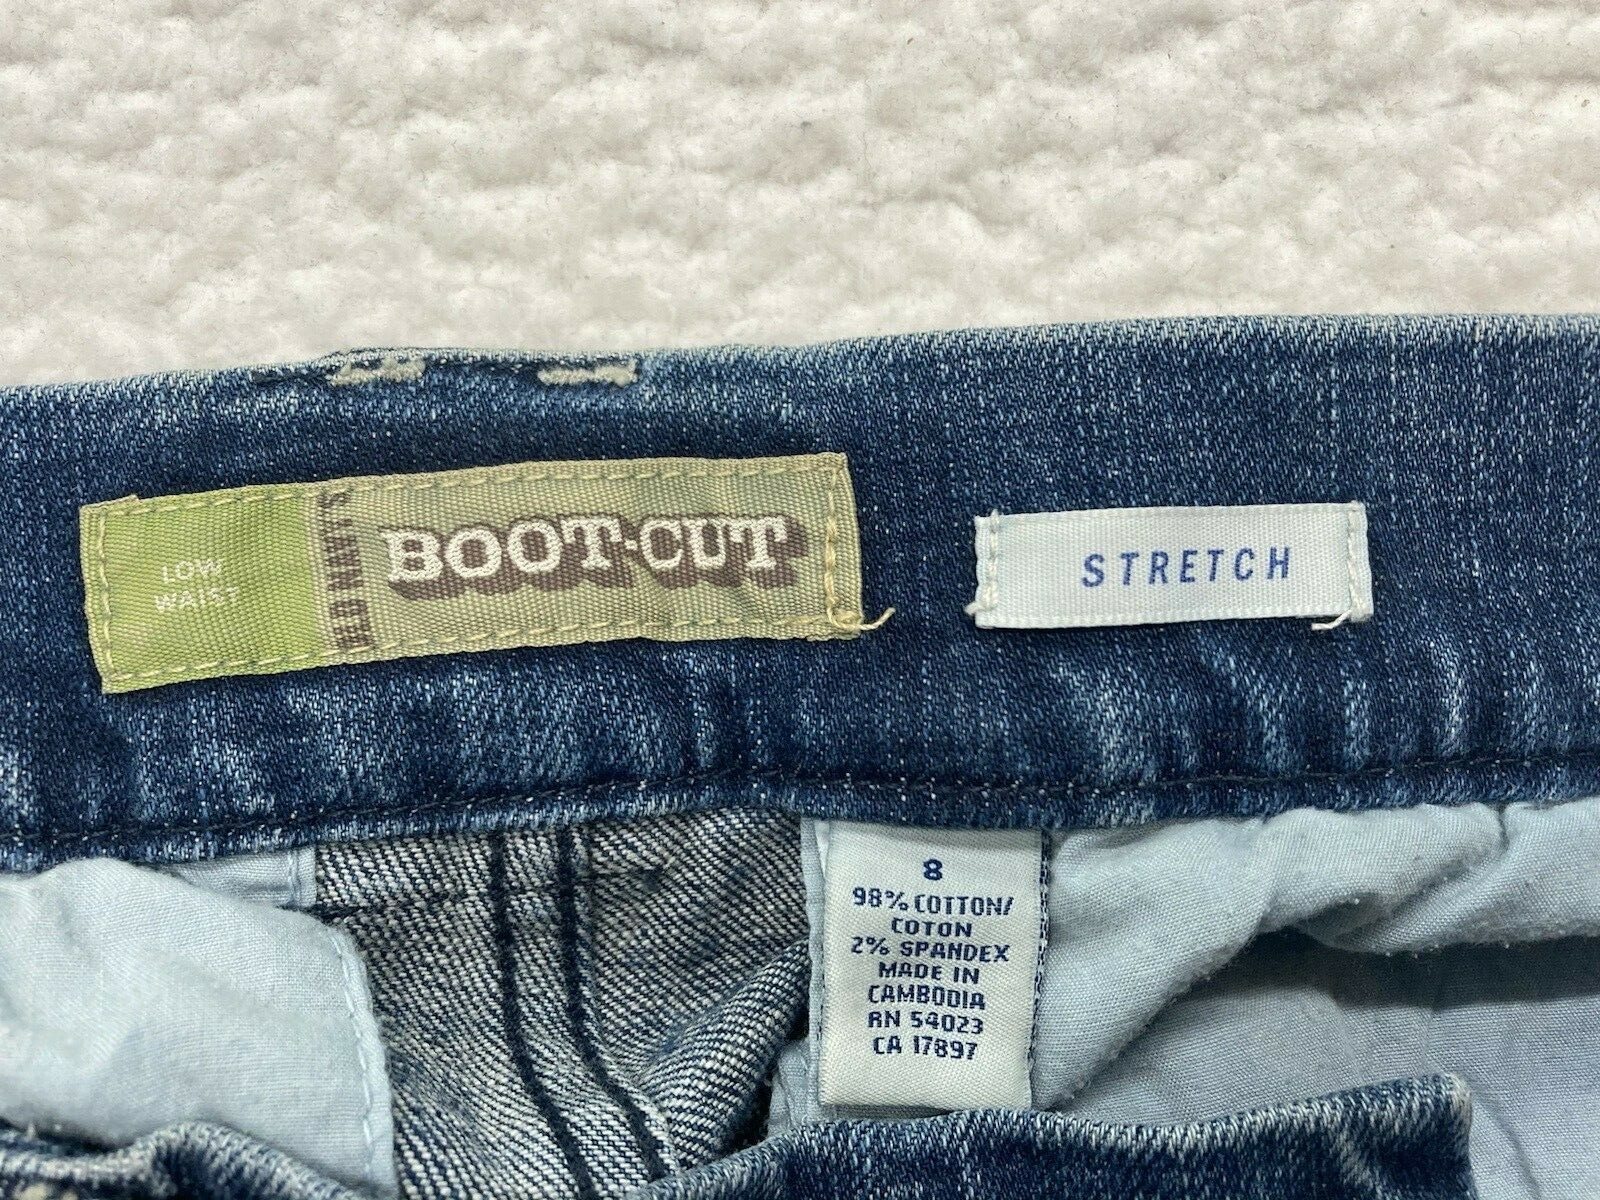 LOW
WAIST
OLD NAVY'S
BOOT-CUT
STRETCH
8
98% COTTON/
COTON
2% SPANDEX
MADE IN
CAMBODIA
RN 54023
CA 17897